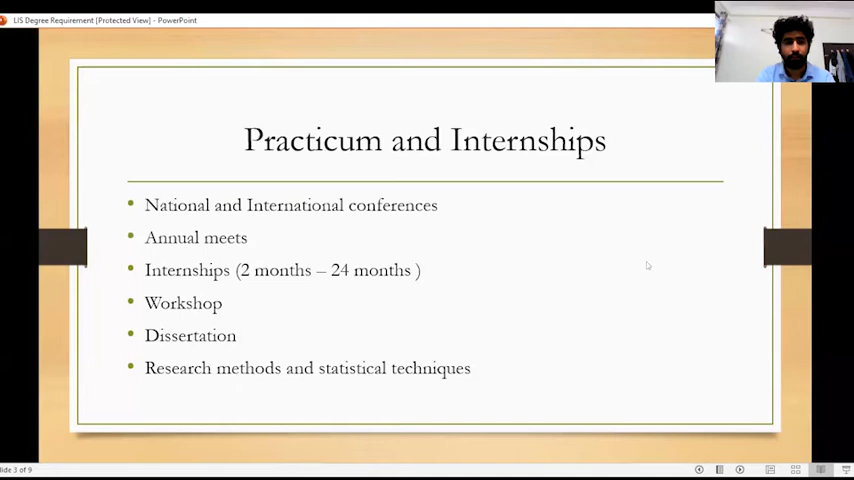 LIS Degree Requirement [Protected View] - PowerPoint
Practicum and Internships
• National and International conferences
• Annual meets
• Internships (2 months – 24 months )
• Workshop
• Dissertation
• Research methods and statistical techniques
lide 3 of 9